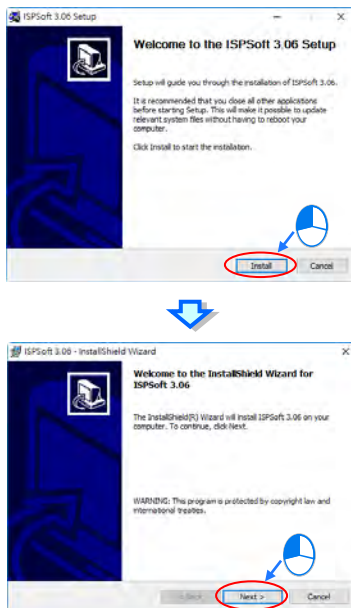 ISPSoft 3.06 Setup
Welcome to the ISPSoft 3.06 Setup
Setup will guide you through the installation of ISPSoft 3.06.
It is recommended that you close all other applications
before starting Setup. This will make it possible to update
relevant system files without having to reboot your
computer.
Click Install to start the installation.
Install Cancel
ISPSoft 3.06 - InstallShield Wizard
Welcome to the InstallShield Wizard for
ISPSoft 3.06
The InstallShield(R) Wizard will install ISPSoft 3.06 on your
computer. To continue, click Next.
WARNING: This program is protected by copyright law and
international treaties.
< Back Next > Cancel